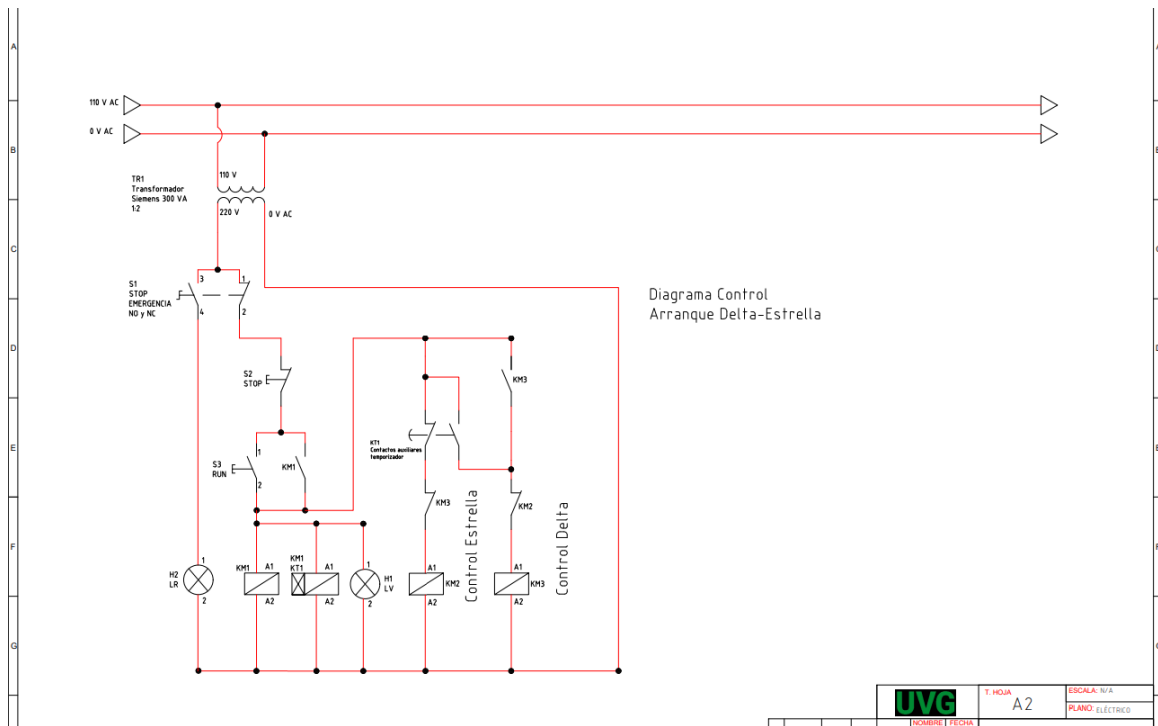 A
110 V AC
0 V AC
B
B
TR1
Transformador
Siemens 300 VA
1:2
110 V
220 V
0 V AC
C
S1
STOP
EMERGENCIA
NO y NC
3
1
4
2
Diagrama Control
Arranque Delta-Estrella
D
D
S2
STOP
KM3
E
E
KT1
Contactos auxiliares
temporizador
S3
RUN
1
2
KM1
KM3
KM2
Control Estrella
Control Delta
F
F
H2
LR
1
2
KM1
A1
A2
KM1
KT1
A1
A2
1
2
H1
LV
A1
A2
KM2
A1
A2
KM3
G
UVG
T. HOJA
A2
ESCALA: N/A
PLANO: ELÉCTRICO
NOMBRE
FECHA